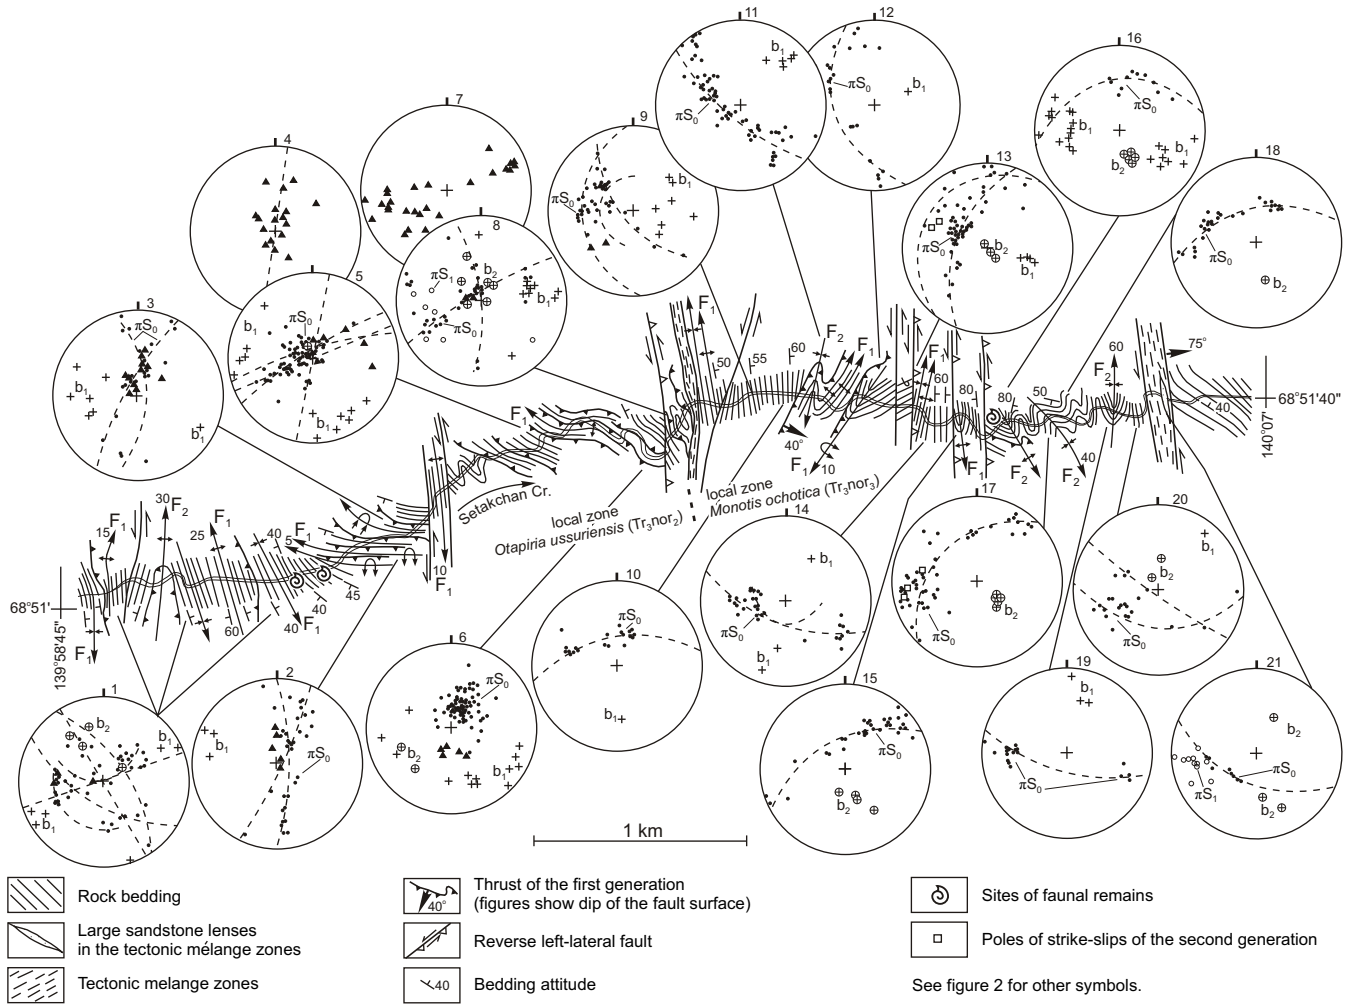 11
12
16
b₁
b₁
πS₀
πS₀
πS₀
b₁
b₁
b₂
7
9
4
13
18
b₁
πS₀
πS₀
b₂
b₁
πS₀
b₂
8
πS₁
b₂
b₁
πS₀
5
b₁
πS₀
b₁
3
πS₀
b₁
b₁
F₁
50
55
60
F₂
F₁
F₁
60
80
80
50
60
F₂
75°
40
68°51'40"
140°07'
40°
F₁
10
F₁
F₂
F₂
40
F₁
Setakchan Cr.
local zone
Otapiria ussuriensis (Tr₃nor₂)
local zone
Monotis ochotica (Tr₃nor₃)
30
F₂
15
F₁
25
F₁
40
5
F₁
10
F₁
45
40
40
F₁
60
F₁
68°51'
139°58'45"
14
b₁
πS₀
b₁
17
πS₀
b₂
20
b₁
b₂
πS₀
10
πS₀
b₁
6
πS₀
b₂
b₁
1
b₂
b₁
b₁
2
b₁
πS₀
15
πS₀
b₂
19
b₁
πS₀
21
b₂
πS₀
πS₁
b₂
1 km
Rock bedding
Large sandstone lenses
in the tectonic mélange zones
Tectonic melange zones
40°
Thrust of the first generation
(figures show dip of the fault surface)
Reverse left-lateral fault
40
Bedding attitude
Sites of faunal remains
Poles of strike-slips of the second generation
See figure 2 for other symbols.